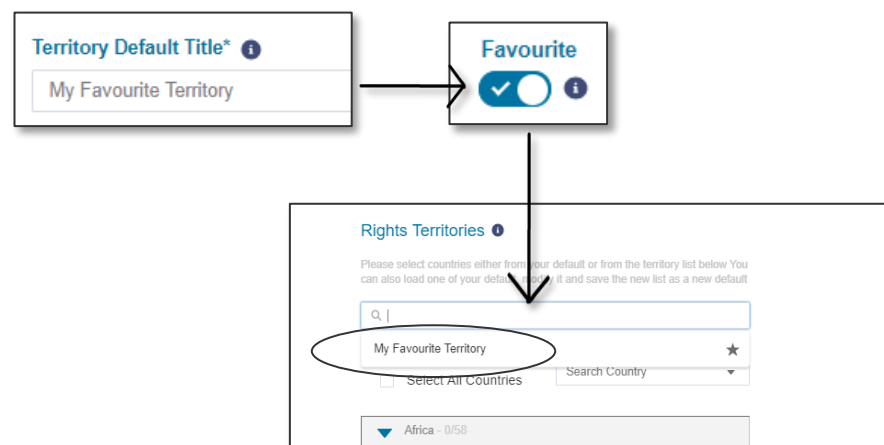 Territory Default Title*
My Favourite Territory
Favourite
Rights Territories
Please select countries either from your default or from the territory list below You
can also load one of your default, modify it and save the new list as a new default
My Favourite Territory
Select All Countries
Search Country
Africa - 0/58